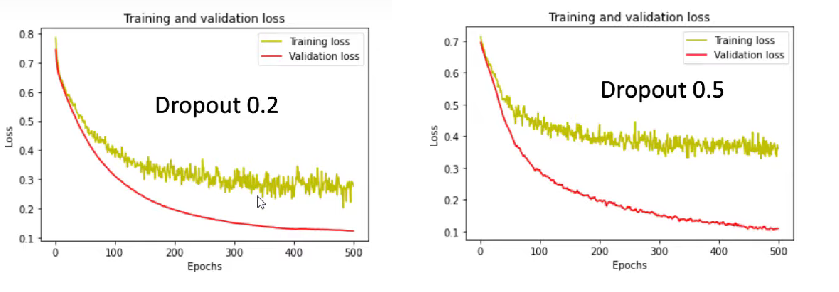 Training and validation loss
0.8
0.7
0.6
0.5
0.4
0.3
0.2
0.1
Loss
Training loss
Validation loss
Dropout 0.2
0
100
200
300
400
500
Epochs
Training and validation loss
0.7
0.6
0.5
0.4
0.3
0.2
0.1
Loss
Training loss
Validation loss
Dropout 0.5
0
100
200
300
400
500
Epochs